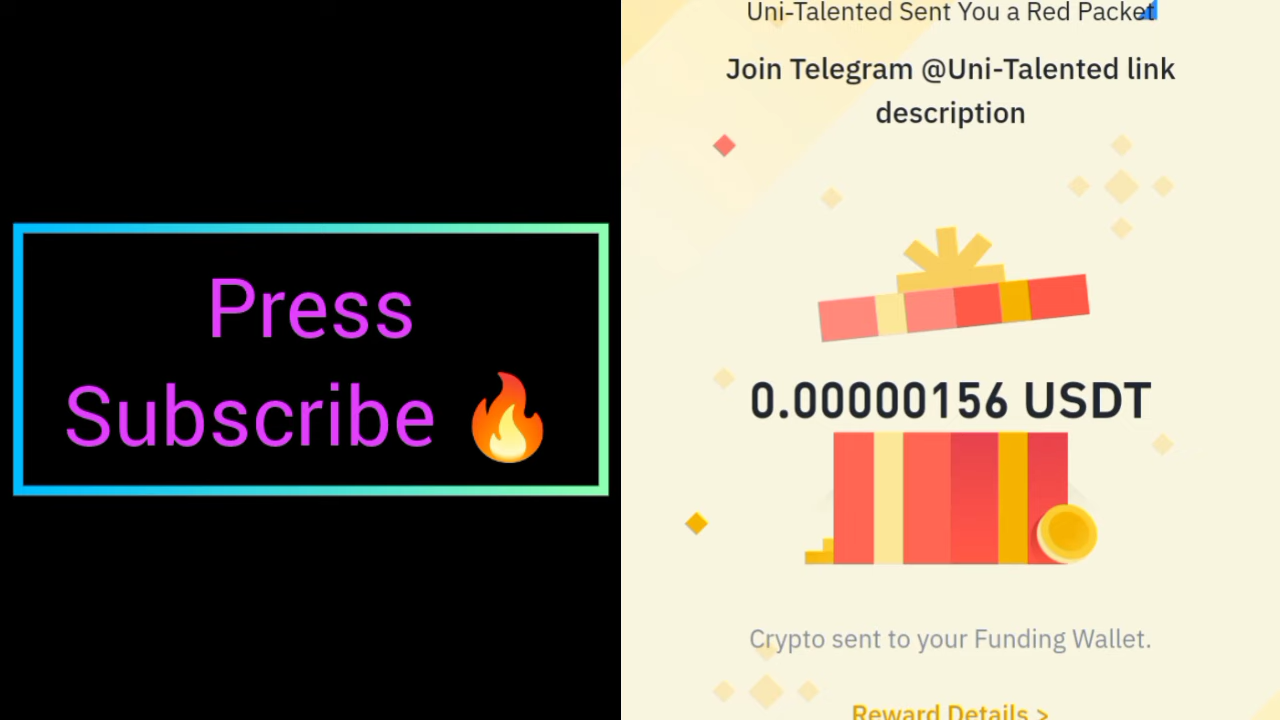 Press
Subscribe 🔥
Uni-Talented Sent You a Red Packet
Join Telegram @Uni-Talented link
description
0.00000156 USDT
Crypto sent to your Funding Wallet.
Reward Details >